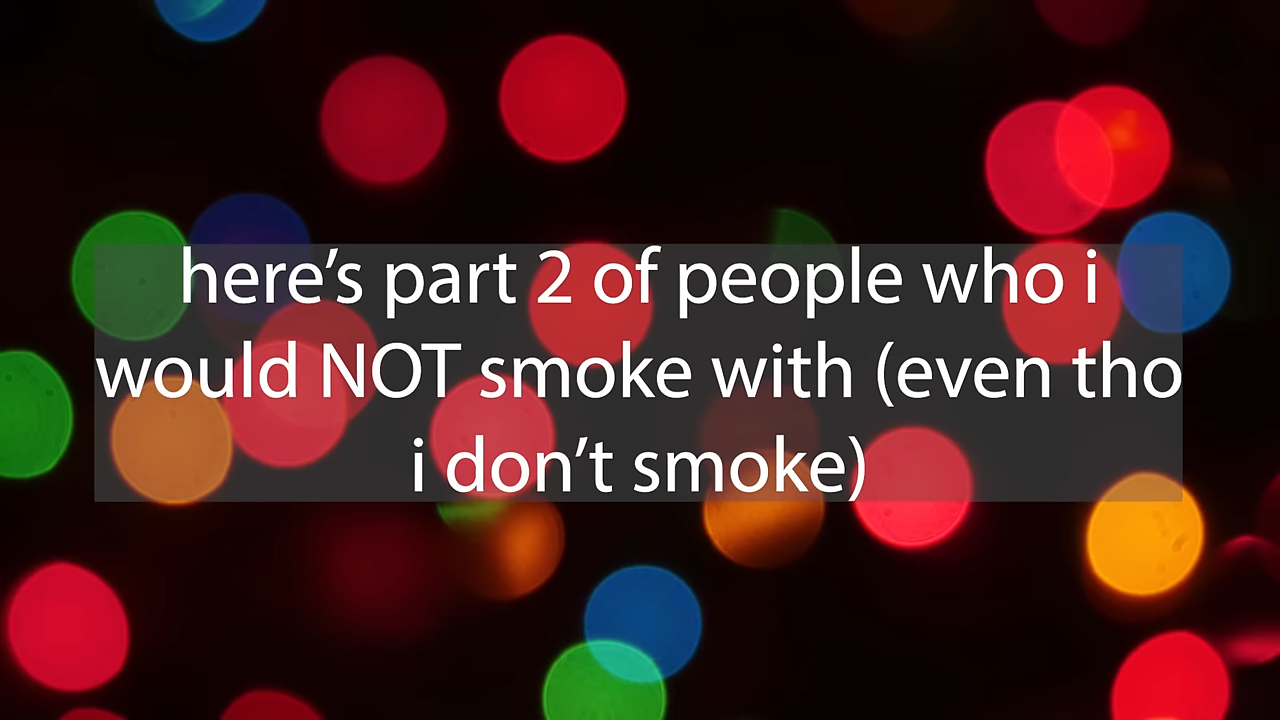 here’s part 2 of people who i
would NOT smoke with (even tho
i don’t smoke)